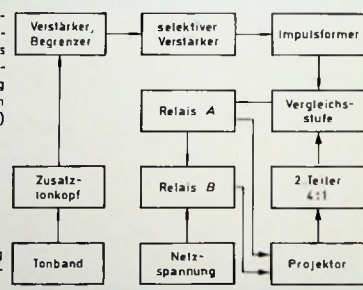 Verstärker,
Begrenzer
selektiver
Verstärker
Impulsformer
Relais A
Vergleichs-
stufe
Zusatz-
tonkopf
Relais B
2 Teiler
4:1
Tonband
Netz-
spannung
Projektor